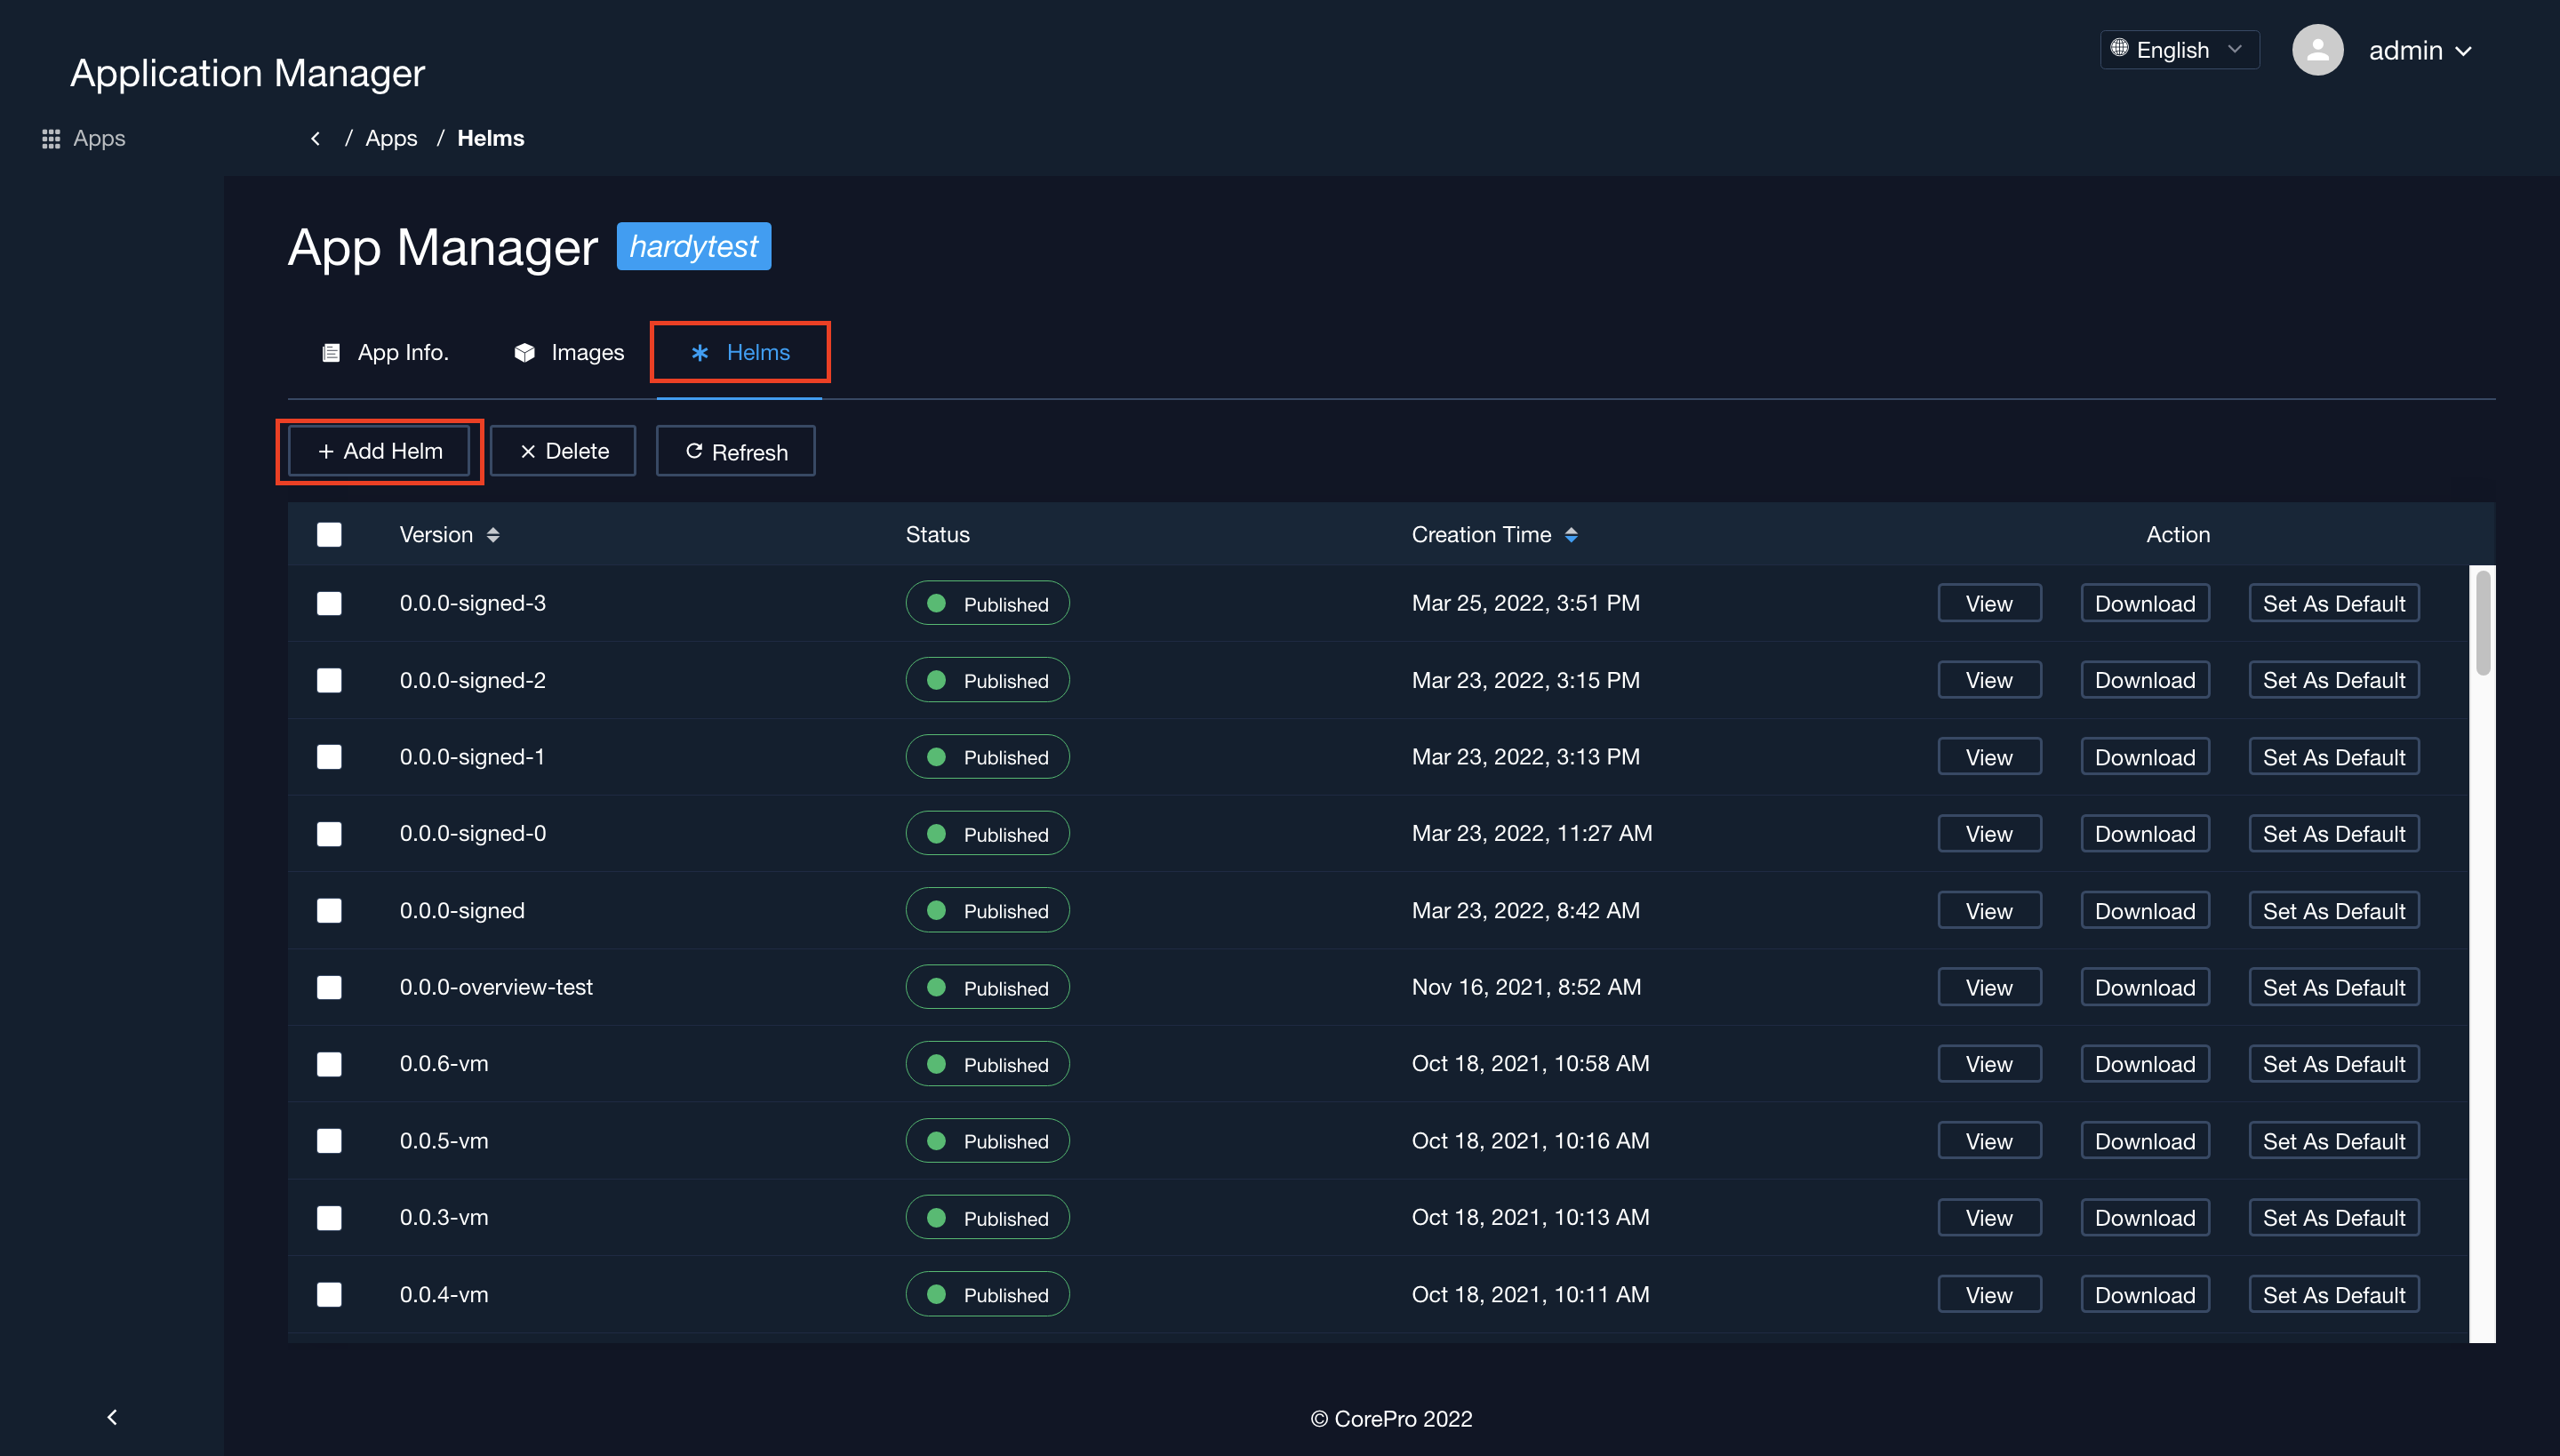 Application Manager
English
admin
Apps
/ Apps / Helms
App Manager hardytest
App Info. Images Helms
+ Add Helm × Delete Refresh
Version Status Creation Time Action
0.0.0-signed-3 Published Mar 25, 2022, 3:51 PM View Download Set As Default
0.0.0-signed-2 Published Mar 23, 2022, 3:15 PM View Download Set As Default
0.0.0-signed-1 Published Mar 23, 2022, 3:13 PM View Download Set As Default
0.0.0-signed-0 Published Mar 23, 2022, 11:27 AM View Download Set As Default
0.0.0-signed Published Mar 23, 2022, 8:42 AM View Download Set As Default
0.0.0-overview-test Published Nov 16, 2021, 8:52 AM View Download Set As Default
0.0.6-vm Published Oct 18, 2021, 10:58 AM View Download Set As Default
0.0.5-vm Published Oct 18, 2021, 10:16 AM View Download Set As Default
0.0.3-vm Published Oct 18, 2021, 10:13 AM View Download Set As Default
0.0.4-vm Published Oct 18, 2021, 10:11 AM View Download Set As Default
© CorePro 2022